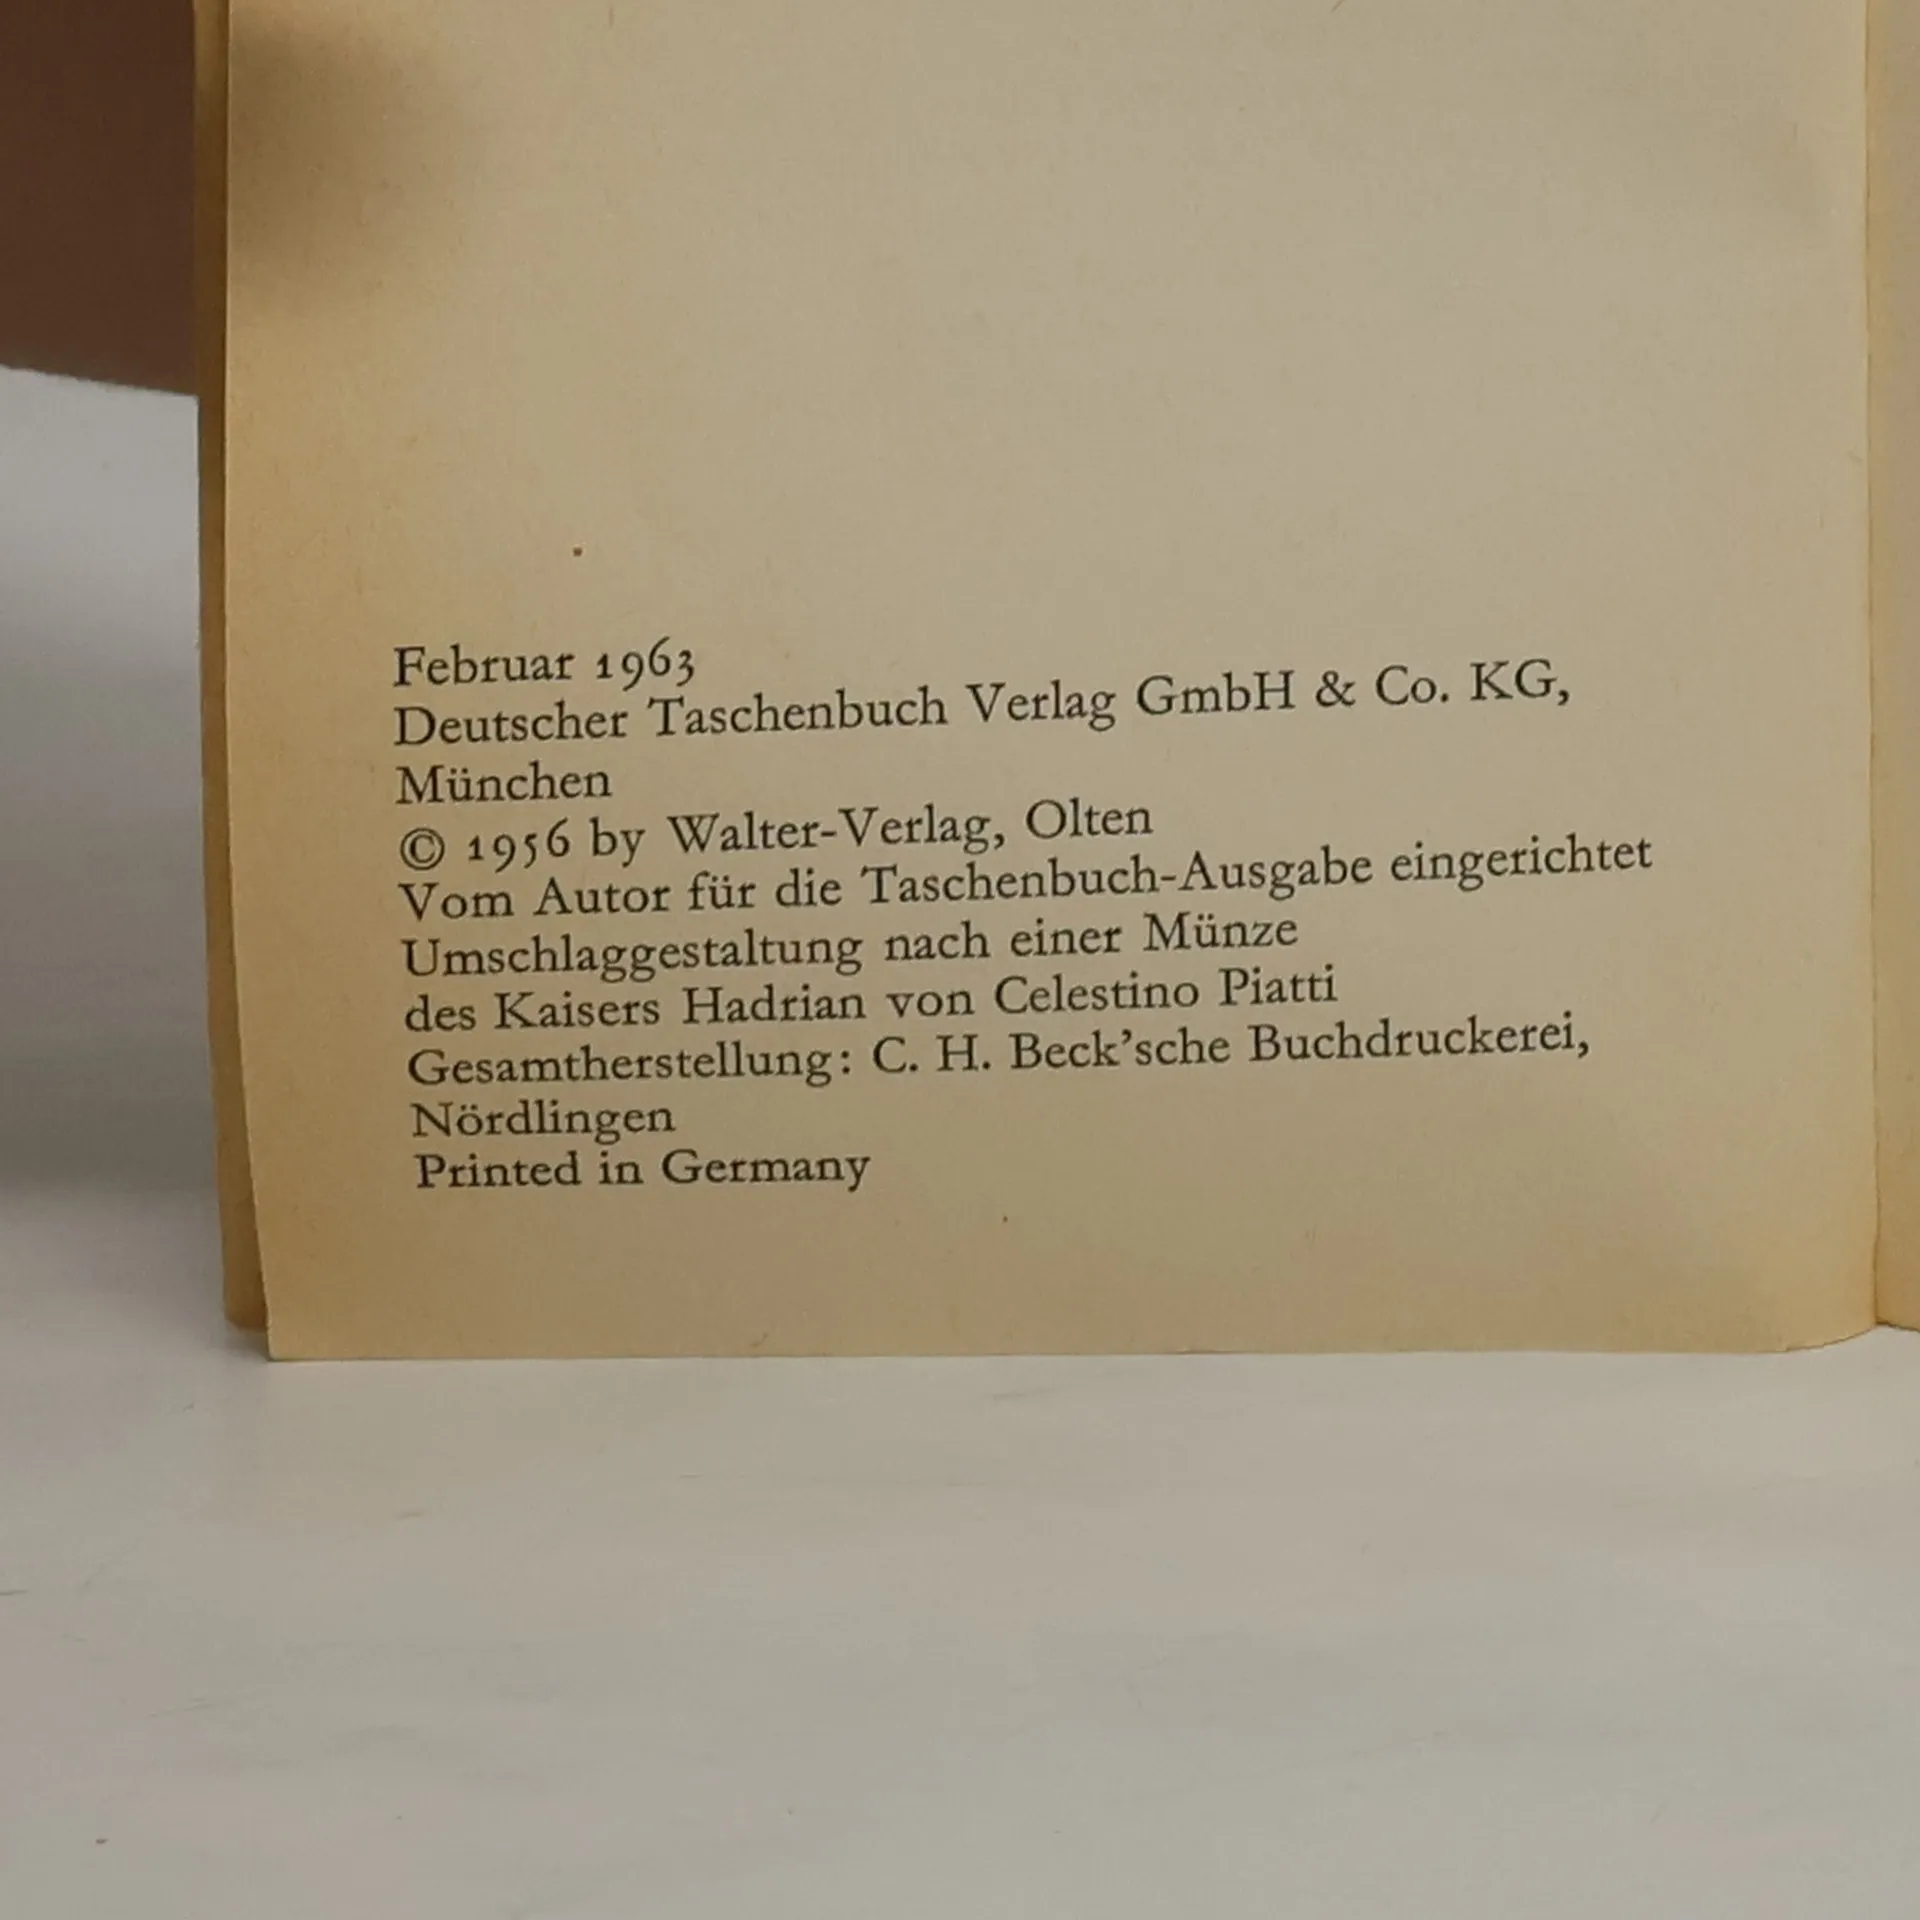 Februar 1963
Deutscher Taschenbuch Verlag GmbH & Co. KG,
München
© 1956 by Walter-Verlag, Olten
Vom Autor für die Taschenbuch-Ausgabe eingerichtet
Umschlaggestaltung nach einer Münze
des Kaisers Hadrian von Celestino Piatti
Gesamtherstellung: C. H. Beck’sche Buchdruckerei,
Nördlingen
Printed in Germany